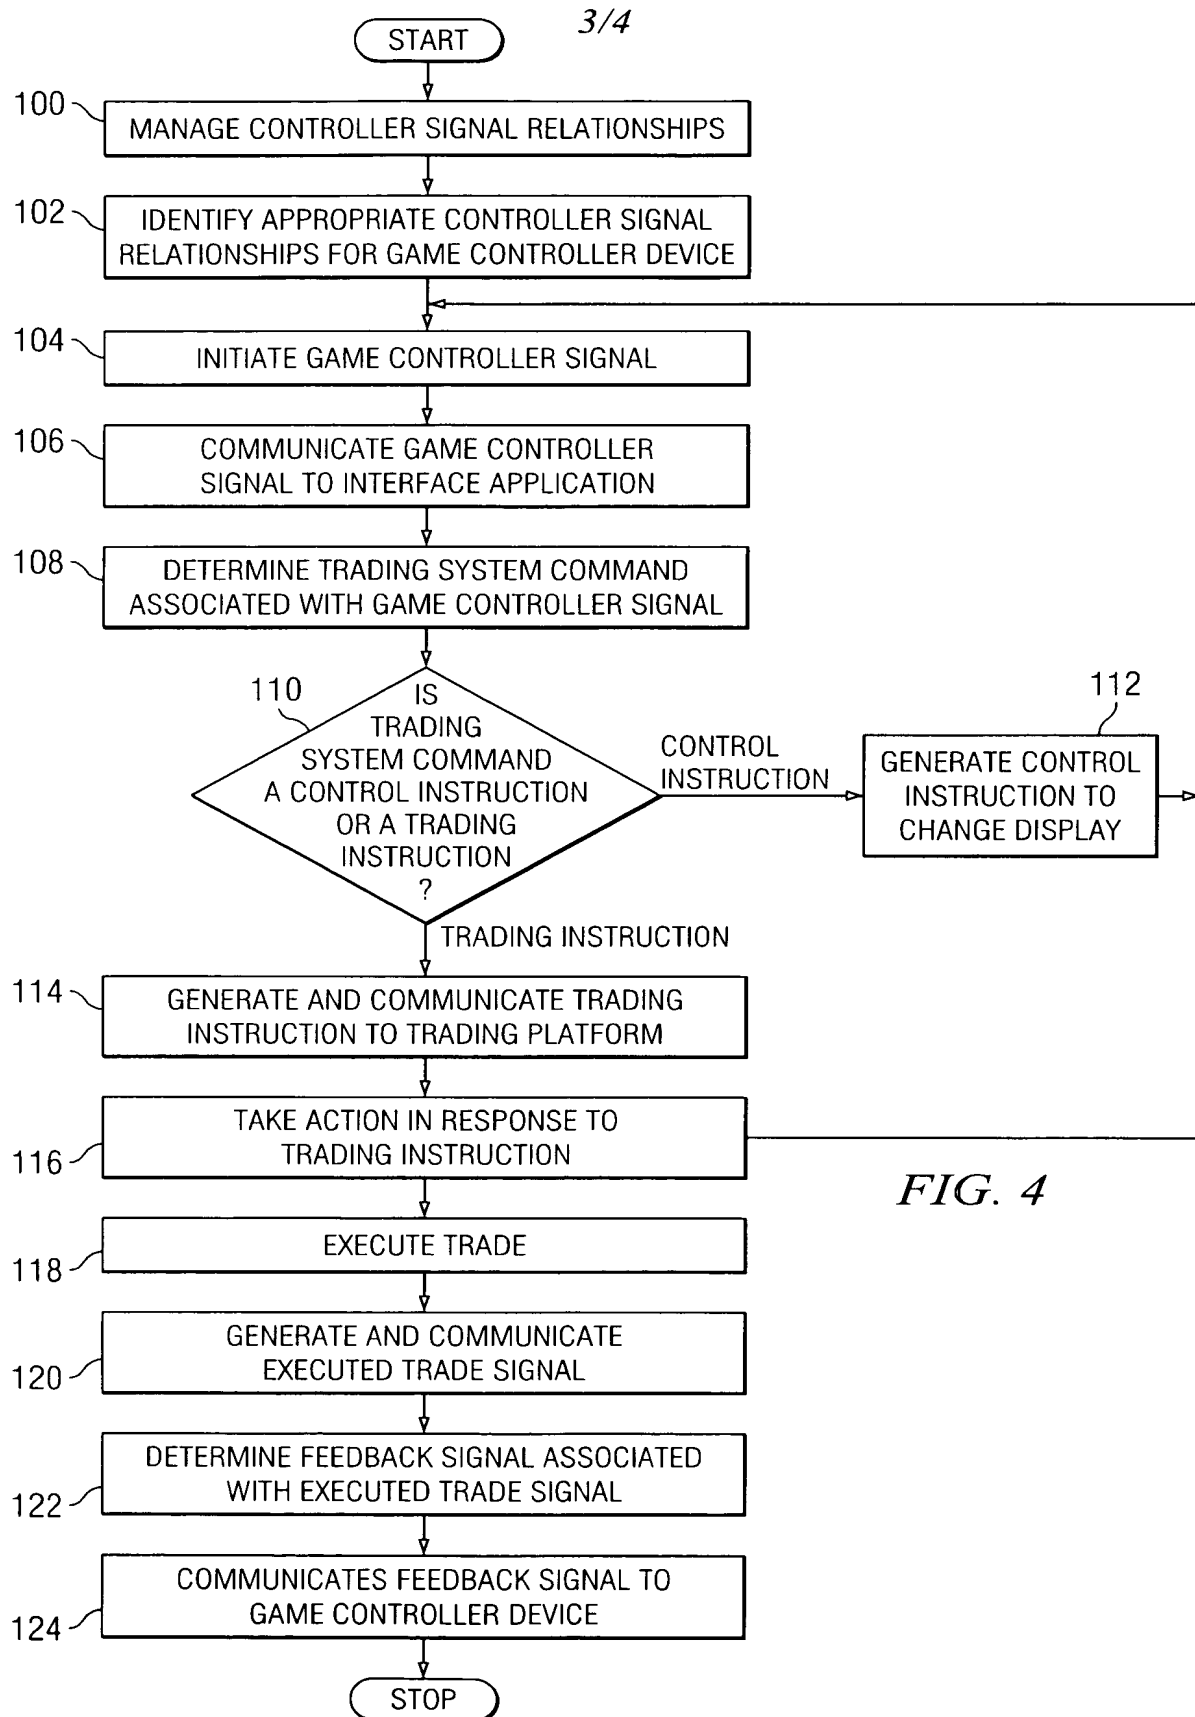 3/4
START
100
MANAGE CONTROLLER SIGNAL RELATIONSHIPS
102
IDENTIFY APPROPRIATE CONTROLLER SIGNAL
RELATIONSHIPS FOR GAME CONTROLLER DEVICE
104
INITIATE GAME CONTROLLER SIGNAL
106
COMMUNICATE GAME CONTROLLER
SIGNAL TO INTERFACE APPLICATION
108
DETERMINE TRADING SYSTEM COMMAND
ASSOCIATED WITH GAME CONTROLLER SIGNAL
110
IS
TRADING
SYSTEM COMMAND
A CONTROL INSTRUCTION
OR A TRADING
INSTRUCTION
?
CONTROL
INSTRUCTION
112
GENERATE CONTROL
INSTRUCTION TO
CHANGE DISPLAY
TRADING INSTRUCTION
114
GENERATE AND COMMUNICATE TRADING
INSTRUCTION TO TRADING PLATFORM
116
TAKE ACTION IN RESPONSE TO
TRADING INSTRUCTION
FIG. 4
118
EXECUTE TRADE
120
GENERATE AND COMMUNICATE
EXECUTED TRADE SIGNAL
122
DETERMINE FEEDBACK SIGNAL ASSOCIATED
WITH EXECUTED TRADE SIGNAL
124
COMMUNICATES FEEDBACK SIGNAL TO
GAME CONTROLLER DEVICE
STOP